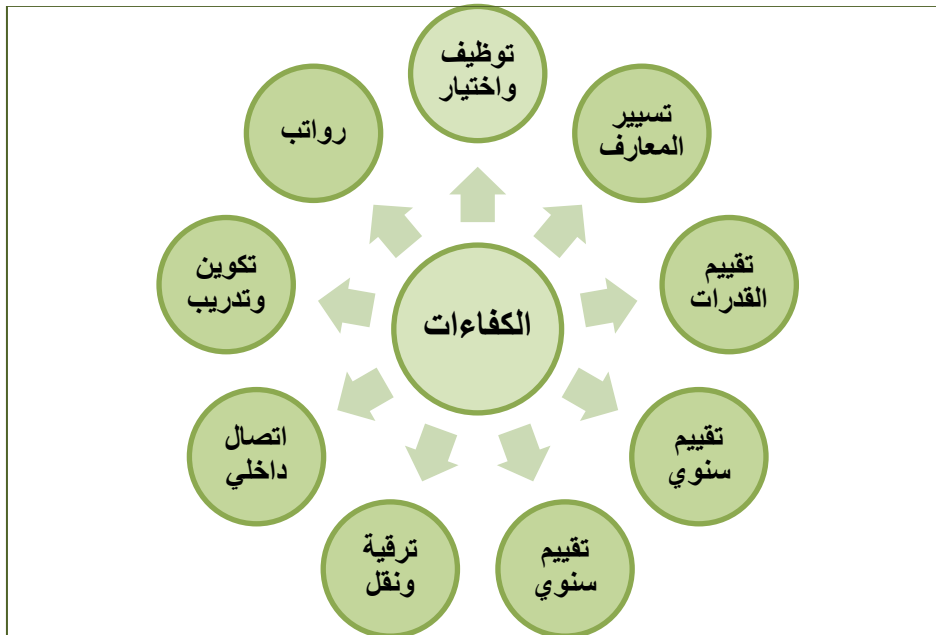 توظيف
واختيار
تسيير
المعارف
تقييم
القدرات
تقييم
سنوي
تقييم
سنوي
ترقية
ونقل
اتصال
داخلي
تكوين
وتدريب
رواتب
الكفاءات